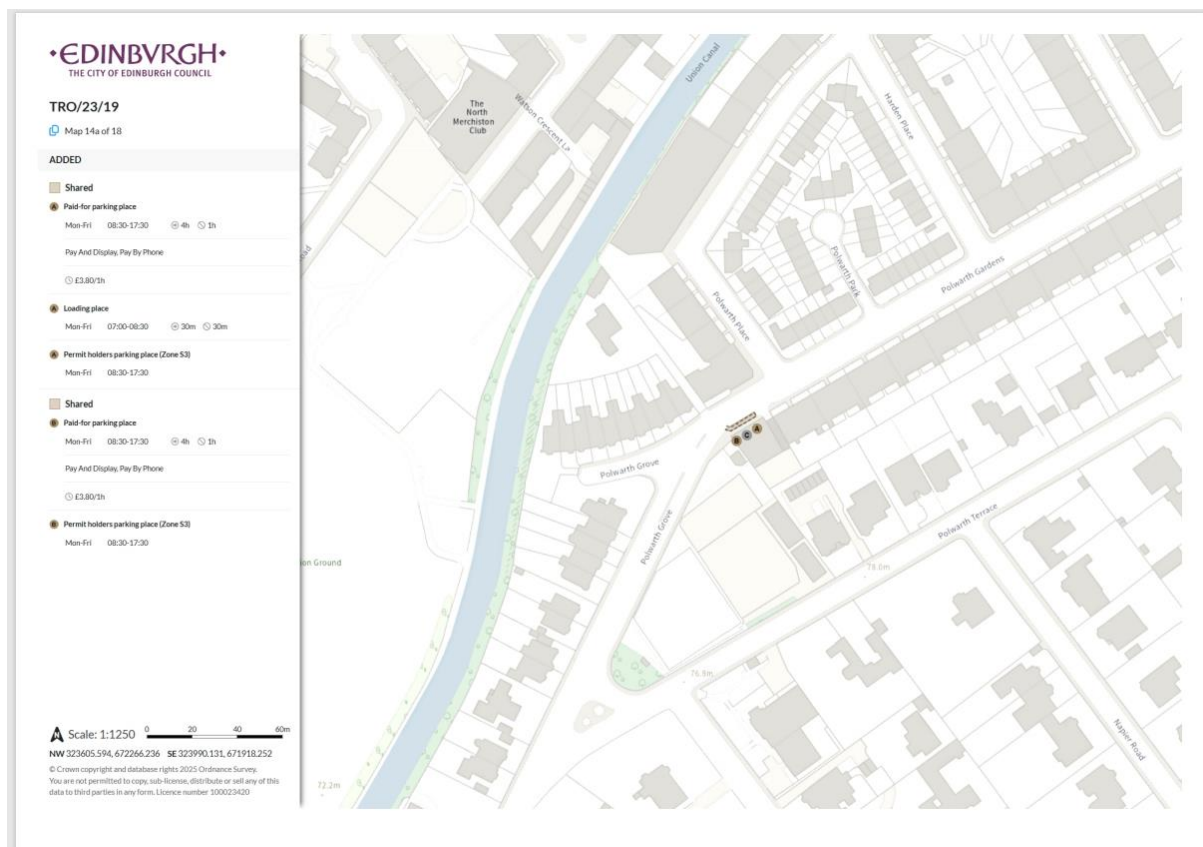 EDINBVRGH
THE CITY OF EDINBURGH COUNCIL
TRO/23/19
Map 14a of 18
ADDED
Shared
A Paid-for parking place
Mon-Fri 08:30-17:30 4h 1h
Pay And Display, Pay By Phone
£3.80/1h
A Loading place
Mon-Fri 07:00-08:30 30m 30m
A Permit holders parking place (Zone S3)
Mon-Fri 08:30-17:30
Shared
B Paid-for parking place
Mon-Fri 08:30-17:30 4h 1h
Pay And Display, Pay By Phone
£3.80/1h
B Permit holders parking place (Zone S3)
Mon-Fri 08:30-17:30
Scale: 1:1250 0 20 40 60m
NW 323605.594, 672266.236 SE 323990.131, 671918.252
© Crown copyright and database rights 2025 Ordnance Survey.
You are not permitted to copy, sub-license, distribute or sell any of this
data to third parties in any form. Licence number 100023420
The
North
Merchiston
Club
Watson Crescent La
Union Canal
Harden Place
Polwarth Park
Polwarth Gardens
Polwarth Place
B C A
Polwarth Grove
Polwarth Grove
Polwarth Terrace
78.0m
76.9m
Napier Road
ion Ground
72.2m